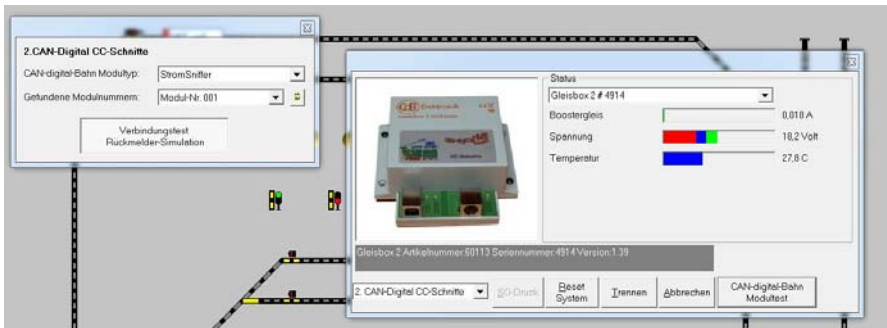 2.CAN-Digital CC-Schnitte
CAN-digital-Bahn Modultyp:
StromSniffer
Gefundene Modulnummern:
Modul-Nr. 001
Verbindungstest
Rückmelder-Simulation
Status
Gleisbox 2 # 4914
Boostergleis
0,018 A
Spannung
18,2 Volt
Temperatur
27,8 C
Gleisbox 2 Artikelnummer:60113 Seriennummer:4914 Version:1.39
2. CAN-Digital CC-Schnitte
SO-Druck
Reset
System
Trennen
Abbrechen
CAN-digital-Bahn
Modultest